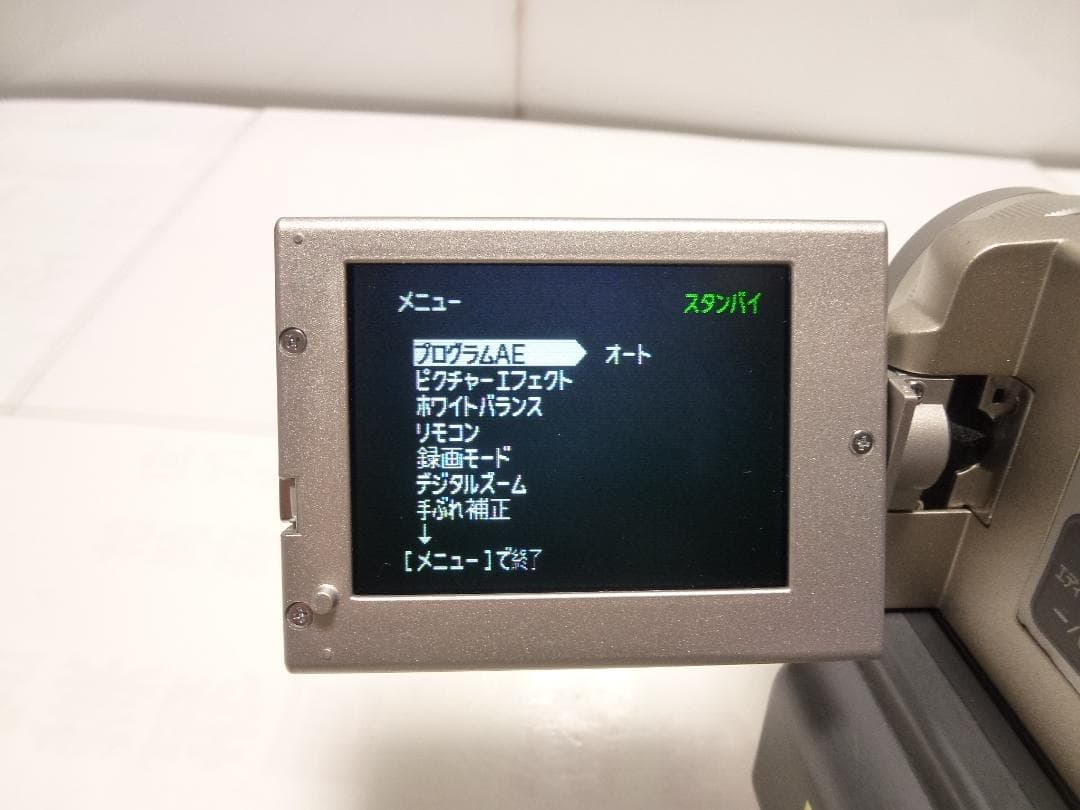 メニュー
スタンバイ
プログラムAE
オート
ピクチャーエフェクト
ホワイトバランス
リモコン
録画モード
デジタルズーム
手ぶれ補正
↓
[メニュー]で終了